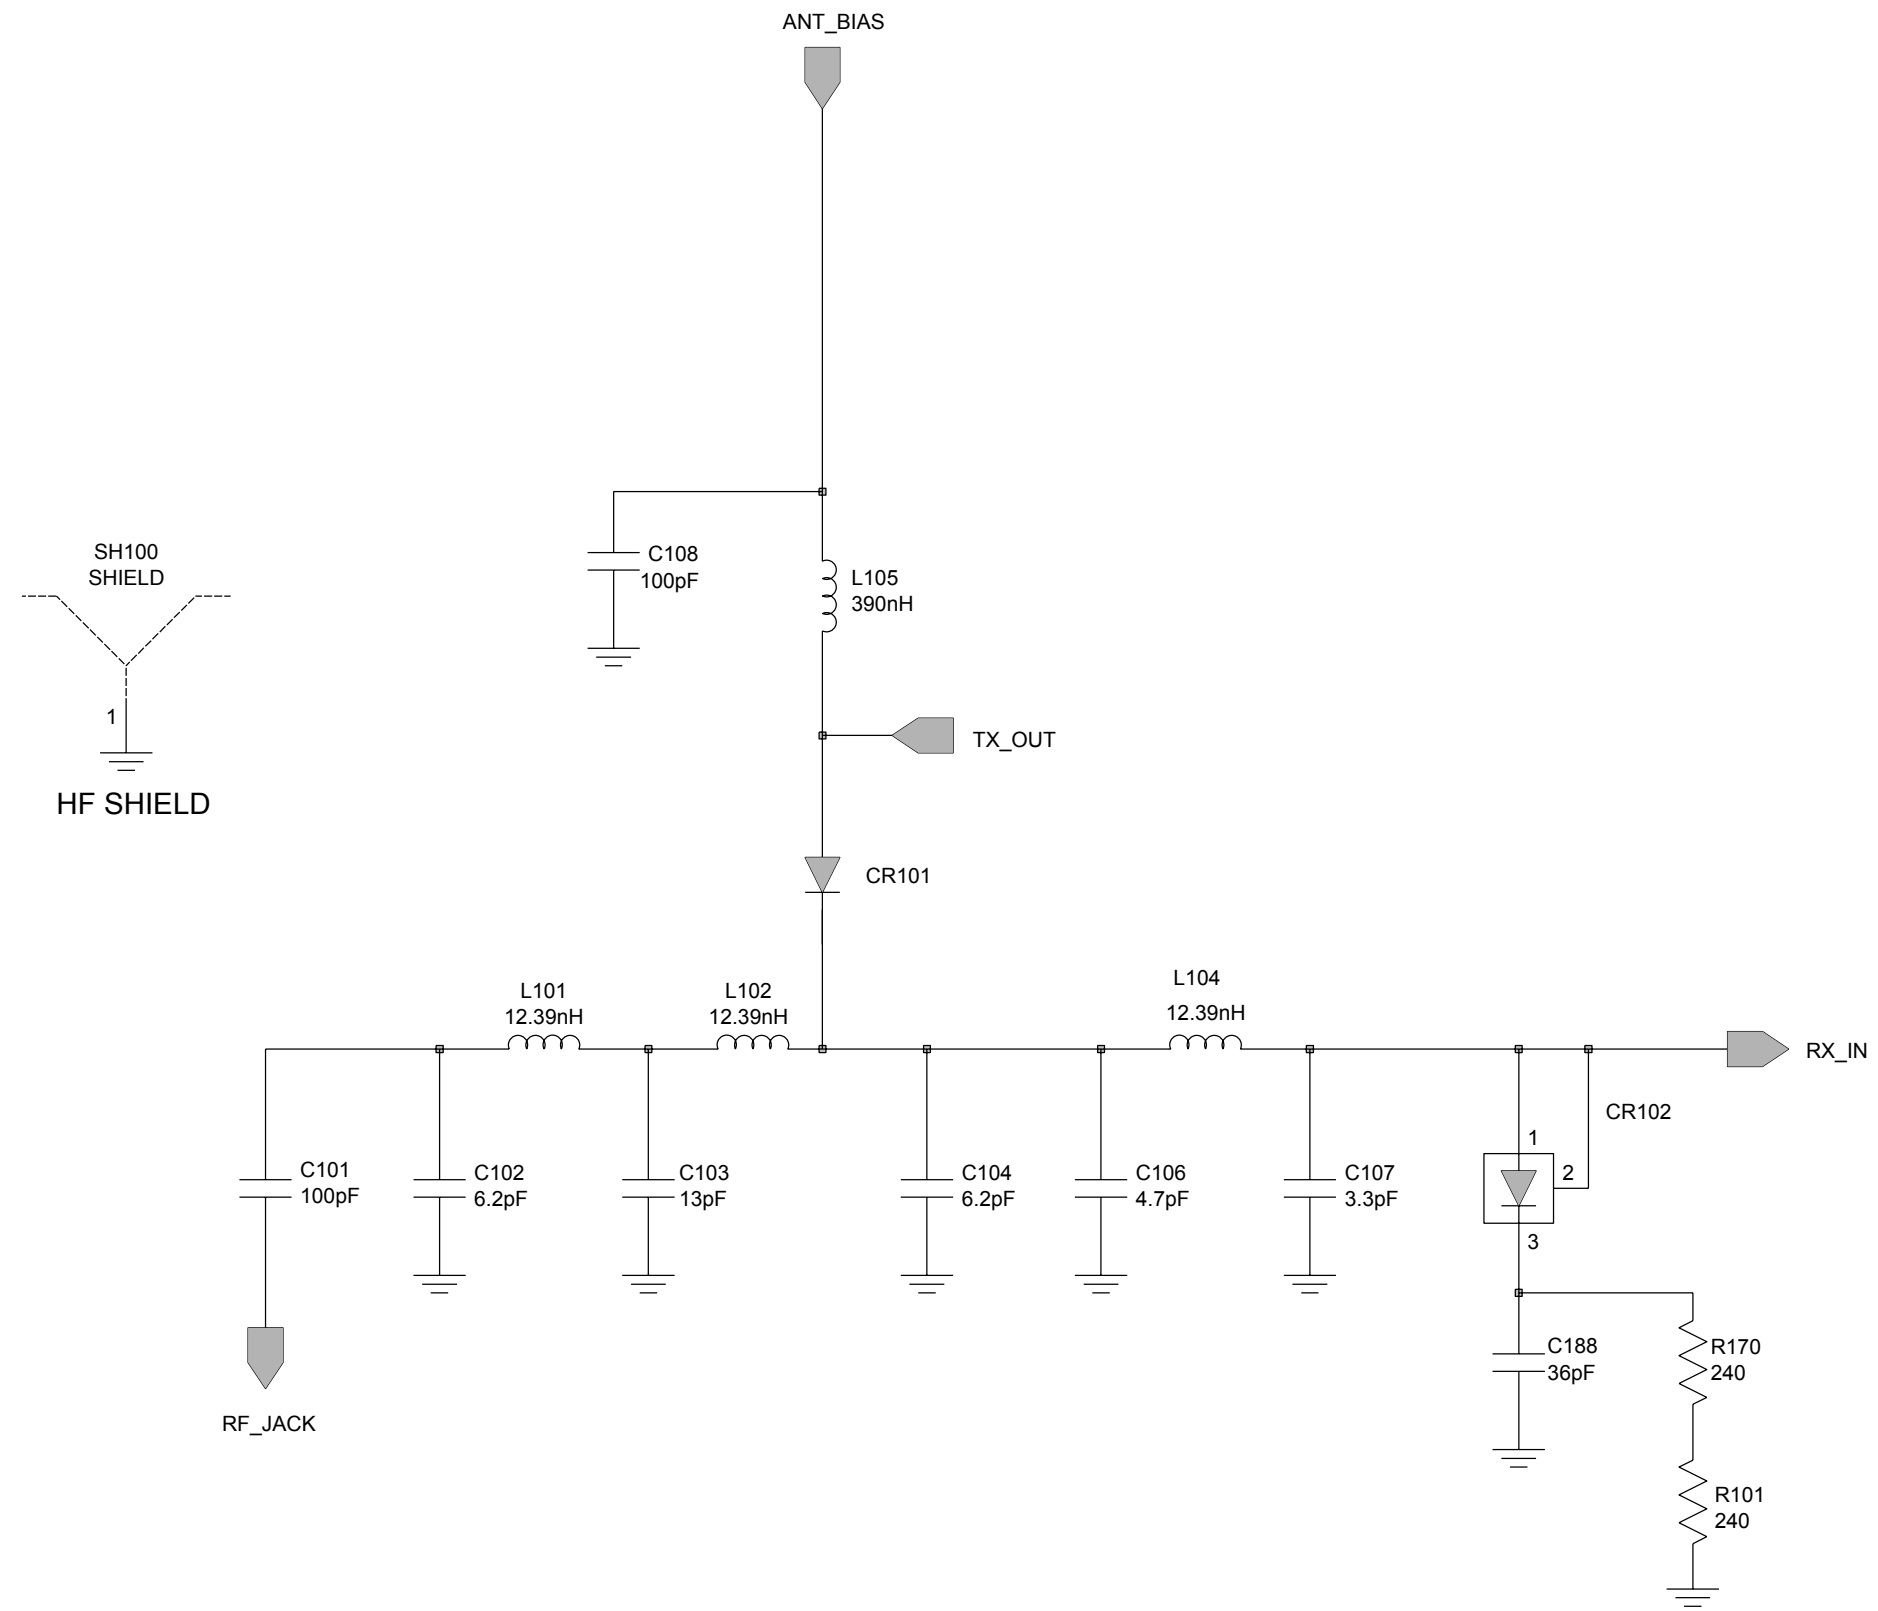 ANT_BIAS
SH100
SHIELD
1
HF SHIELD
C108
100pF
L105
390nH
TX_OUT
CR101
L101
12.39nH
L102
12.39nH
L104
12.39nH
RX_IN
CR102
1
2
3
C101
100pF
C102
6.2pF
C103
13pF
C104
6.2pF
C106
4.7pF
C107
3.3pF
C188
36pF
R170
240
RF_JACK
R101
240